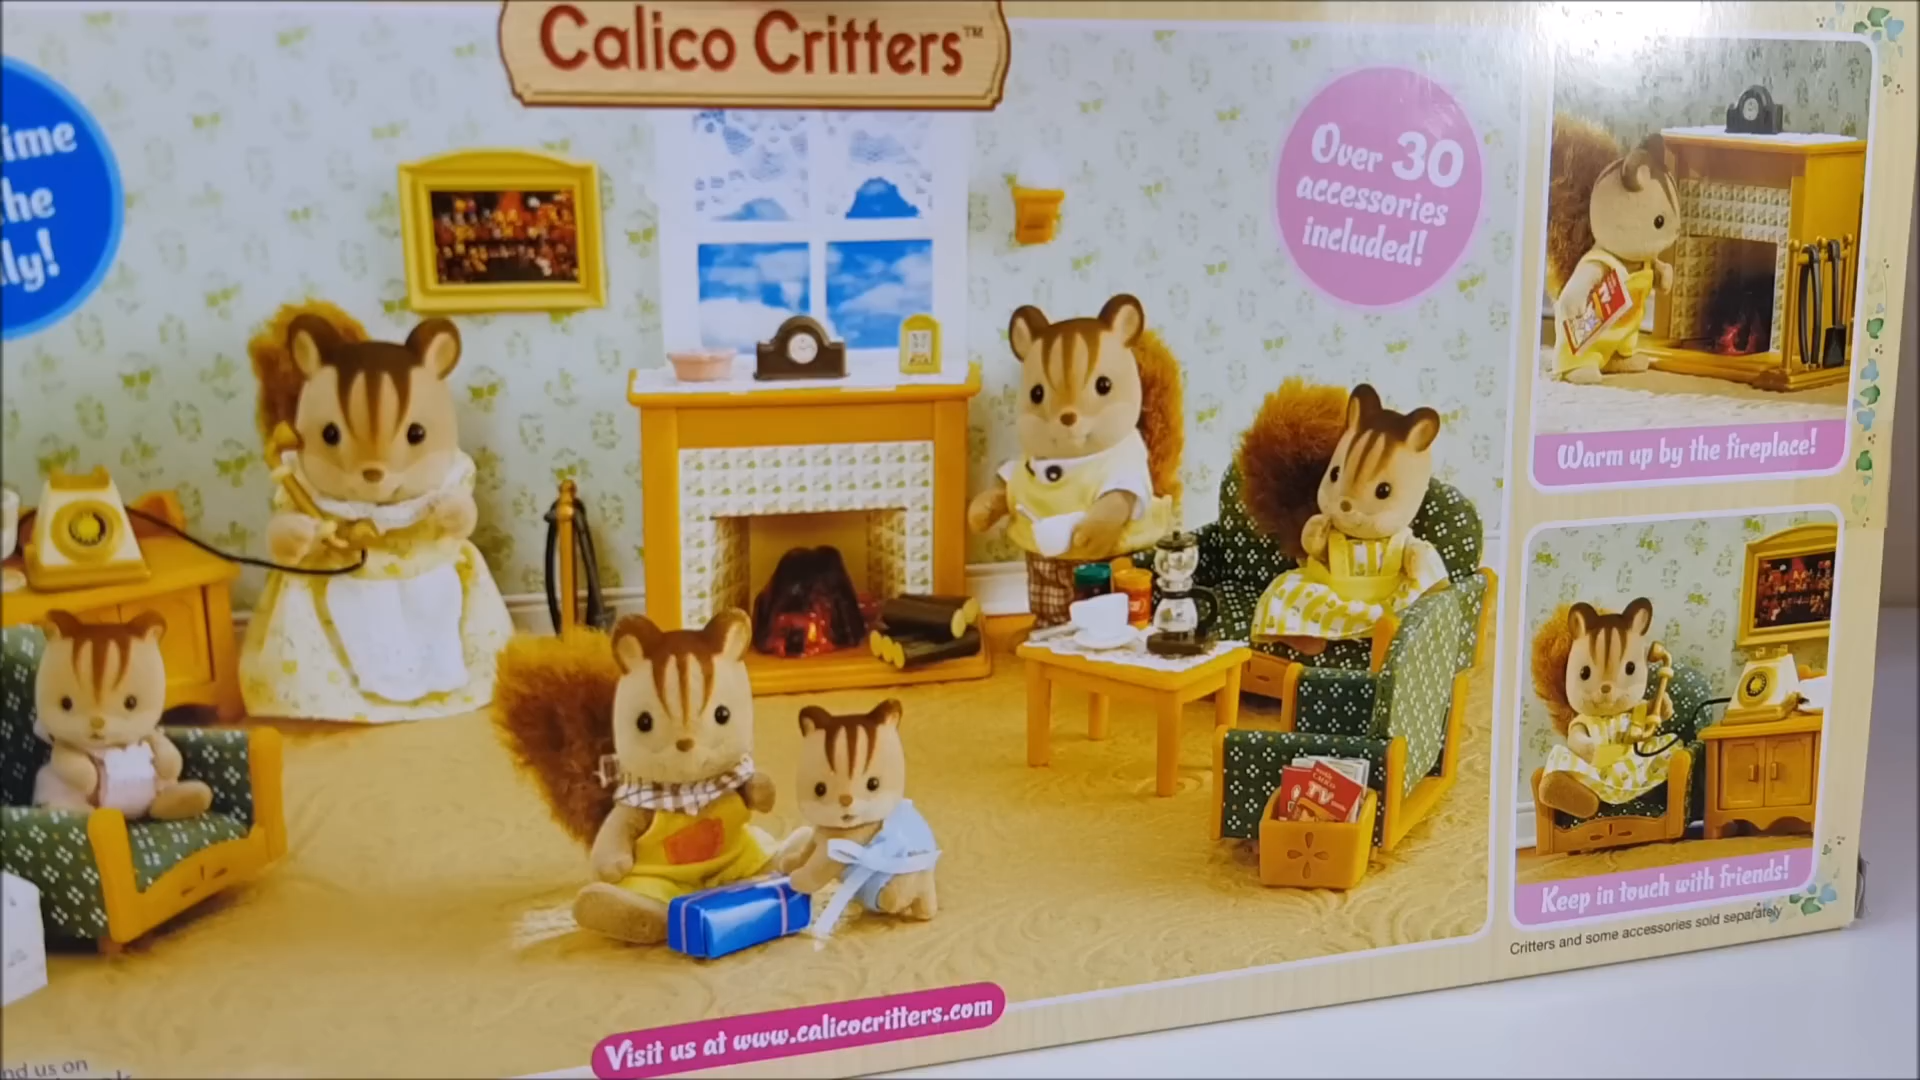 Calico Critters™
ime
he
ly!
Over 30
accessories
included!
Warm up by the fireplace!
TV
Keep in touch with friends!
Critters and some accessories sold separately
Visit us at www.calicocritters.com
nd us on